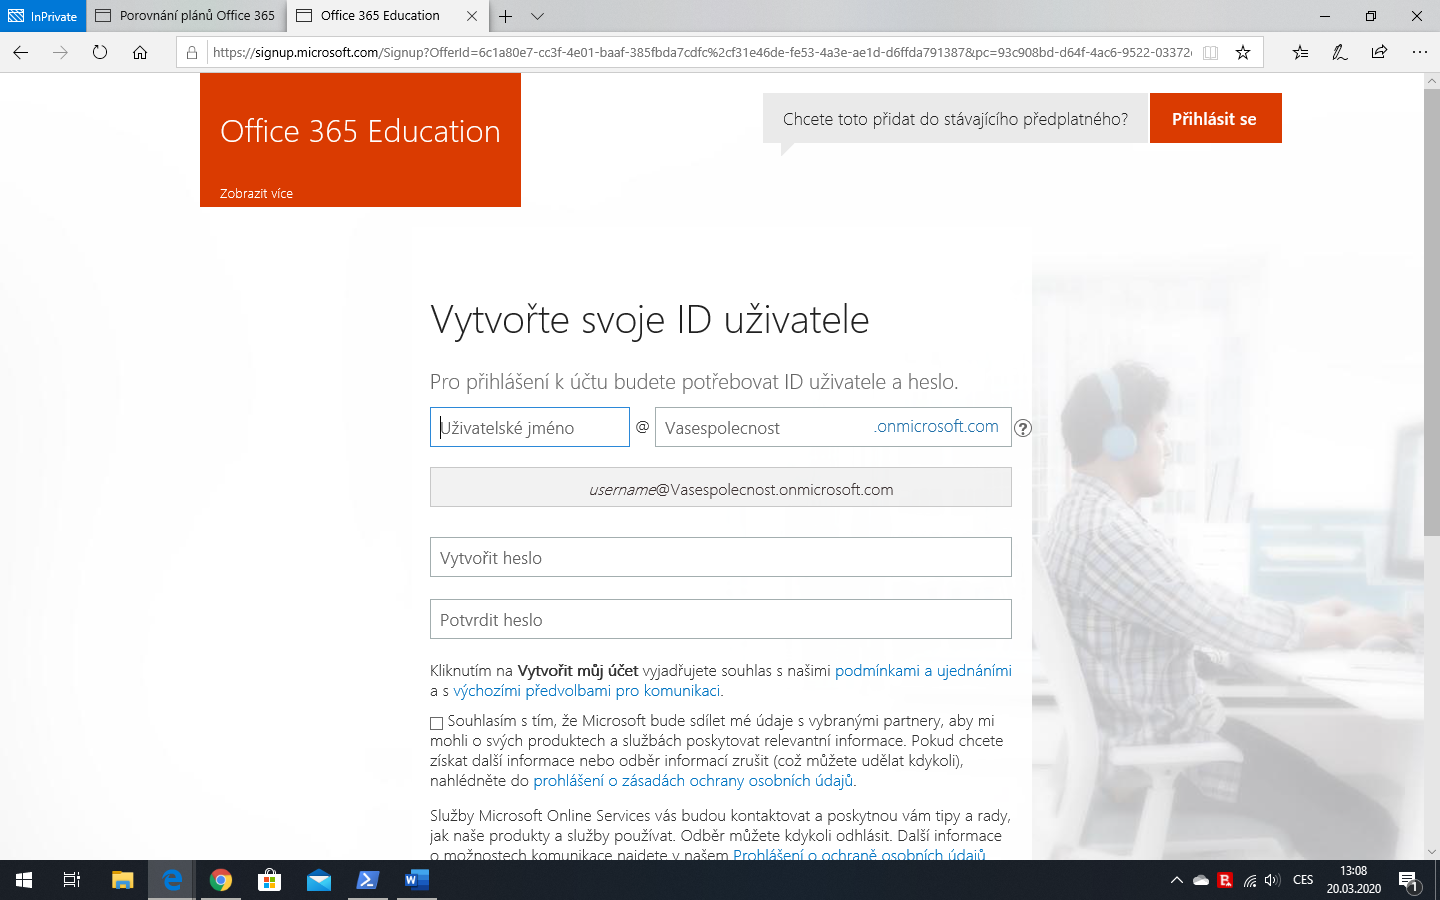 InPrivate
Porovnání plánů Office 365
Office 365 Education
https://signup.microsoft.com/Signup?OfferId=6c1a80e7-cc3f-4e01-baaf-385fbda7cdfc%2cf31e46de-fe53-4a3e-ae1d-d6ffda791387&pc=93c908bd-d64f-4ac6-9522-03372
Office 365 Education
Zobrazit více
Chcete toto přidat do stávajícího předplatného?
Přihlásit se
Vytvořte svoje ID uživatele
Pro přihlášení k účtu budete potřebovat ID uživatele a heslo.
Uživatelské jméno @ Vasespolecnost .onmicrosoft.com ?
username@Vasespolecnost.onmicrosoft.com
Vytvořit heslo
Potvrdit heslo
Kliknutím na Vytvořit můj účet vyjadřujete souhlas s našimi podmínkami a ujednáními
a s výchozími předvolbami pro komunikaci.
Souhlasím s tím, že Microsoft bude sdílet mé údaje s vybranými partnery, aby mi
mohli o svých produktech a službách poskytovat relevantní informace. Pokud chcete
získat další informace nebo odběr informací zrušit (což můžete udělat kdykoli),
nahlédněte do prohlášení o zásadách ochrany osobních údajů.
Služby Microsoft Online Services vás budou kontaktovat a poskytnou vám tipy a rady,
jak naše produkty a služby používat. Odběr můžete kdykoli odhlásit. Další informace
o možnostech komunikace najdete v našem Prohlášení o ochraně osobních údajů
CES
13:08
20.03.2020
1